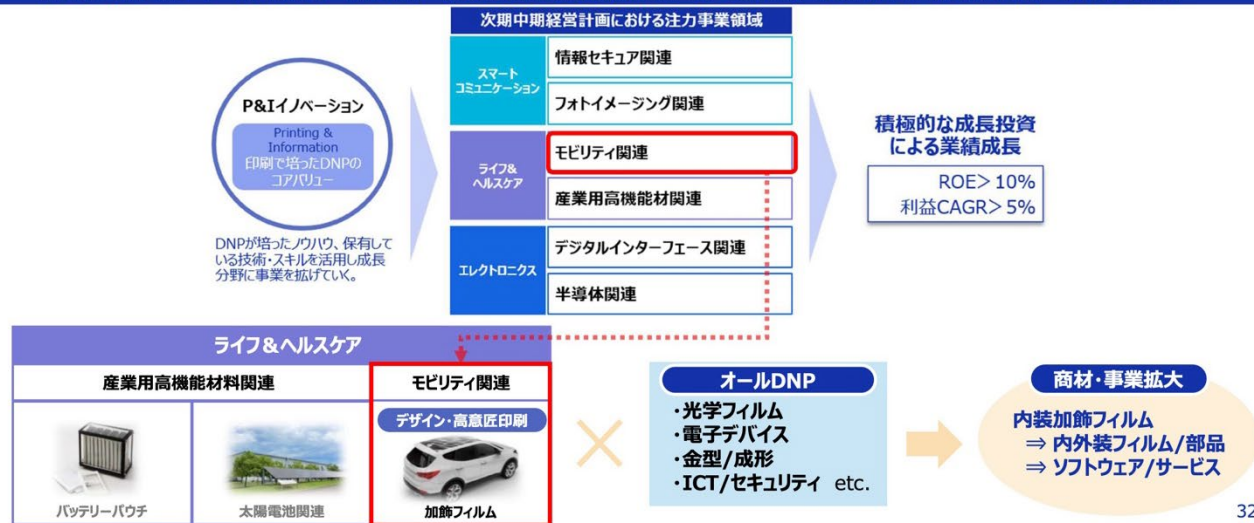 次期中期経営計画における注力事業領域
P&Iイノベーション
Printing &
Information
印刷で培ったDNPの
コアバリュー
DNPが培ったノウハウ、保有して
いる技術・スキルを活用し成長
分野に事業を拡げていく。
スマート
コミュニケーション
情報セキュア関連
フォトイメージング関連
ライフ&
ヘルスケア
モビリティ関連
産業用高機能材関連
エレクトロニクス
デジタルインターフェース関連
半導体関連
積極的な成長投資
による業績成長
ROE＞10%
利益CAGR＞5%
ライフ&ヘルスケア
産業用高機能材料関連
バッテリーパウチ
太陽電池関連
モビリティ関連
デザイン・高意匠印刷
加飾フィルム
オールDNP
・光学フィルム
・電子デバイス
・金型/成形
・ICT/セキュリティ etc.
商材・事業拡大
内装加飾フィルム
⇒ 内外装フィルム/部品
⇒ ソフトウェア/サービス
32